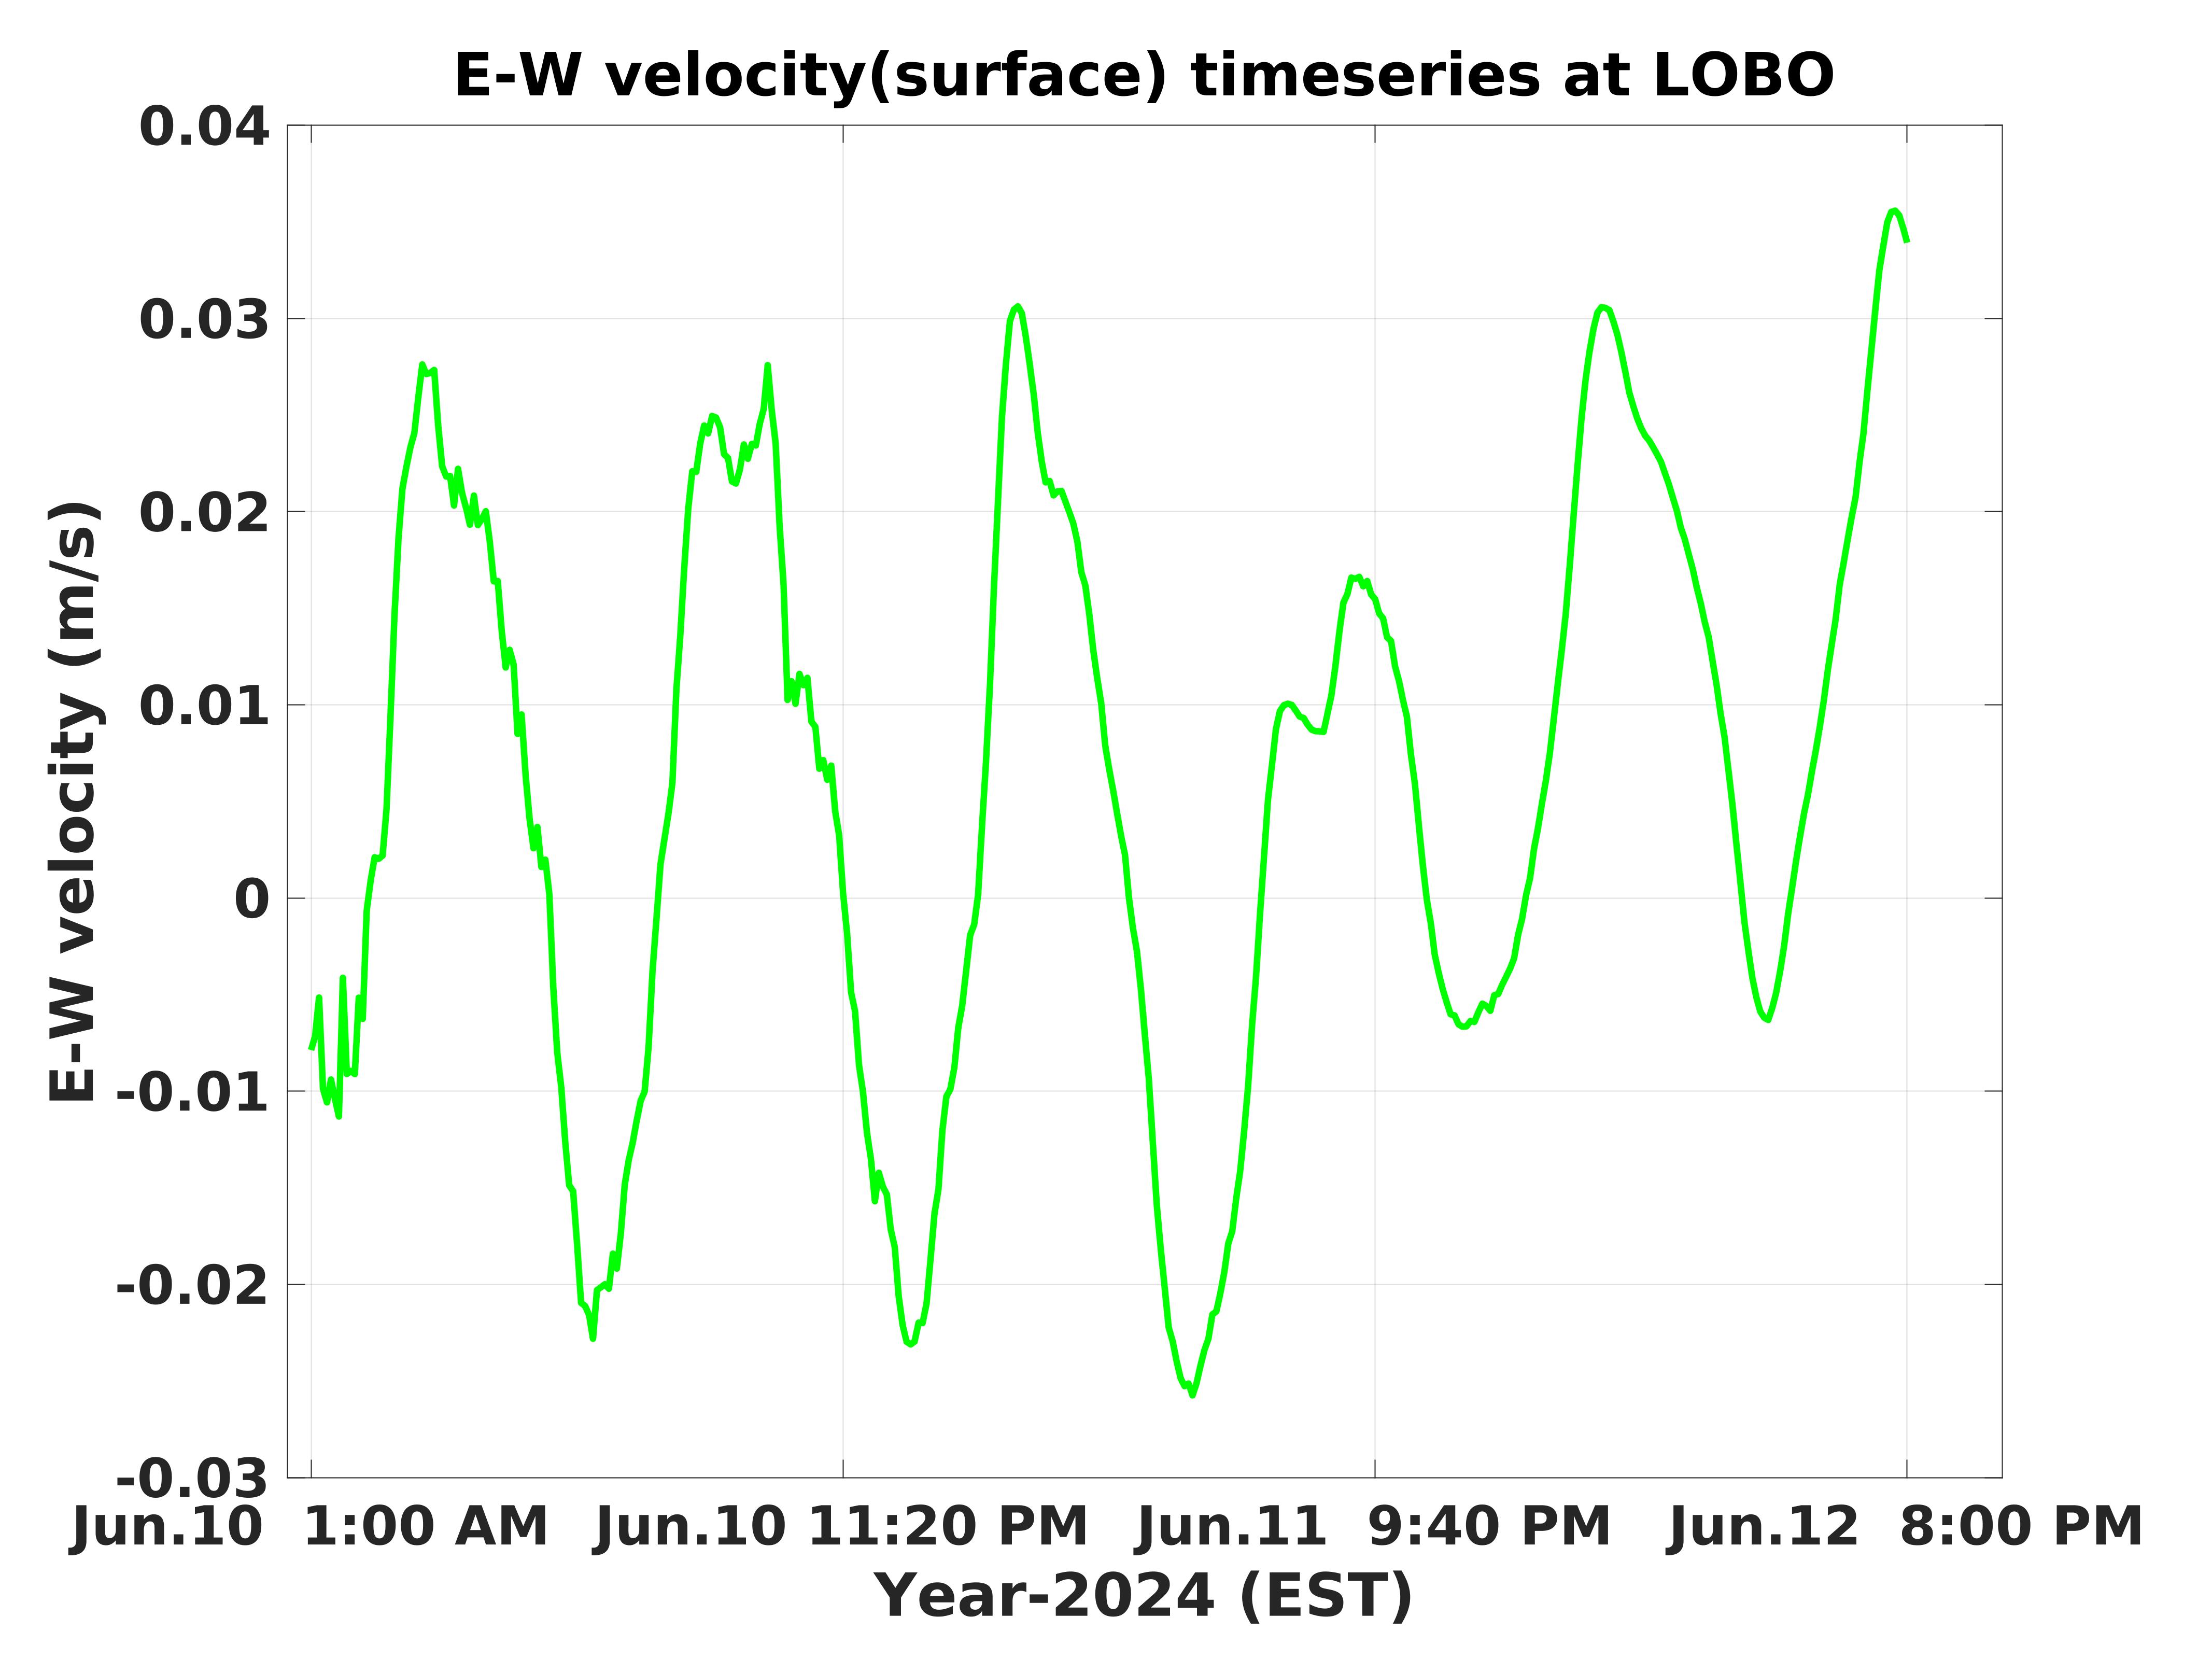 E-W velocity(surface) timeseries at LOBO
0.04
0.03
0.02
0.01
0
-0.01
-0.02
-0.03
E-W velocity (m/s)
Jun.10 1:00 AM Jun.10 11:20 PM Jun.11 9:40 PM Jun.12 8:00 PM
Year-2024 (EST)